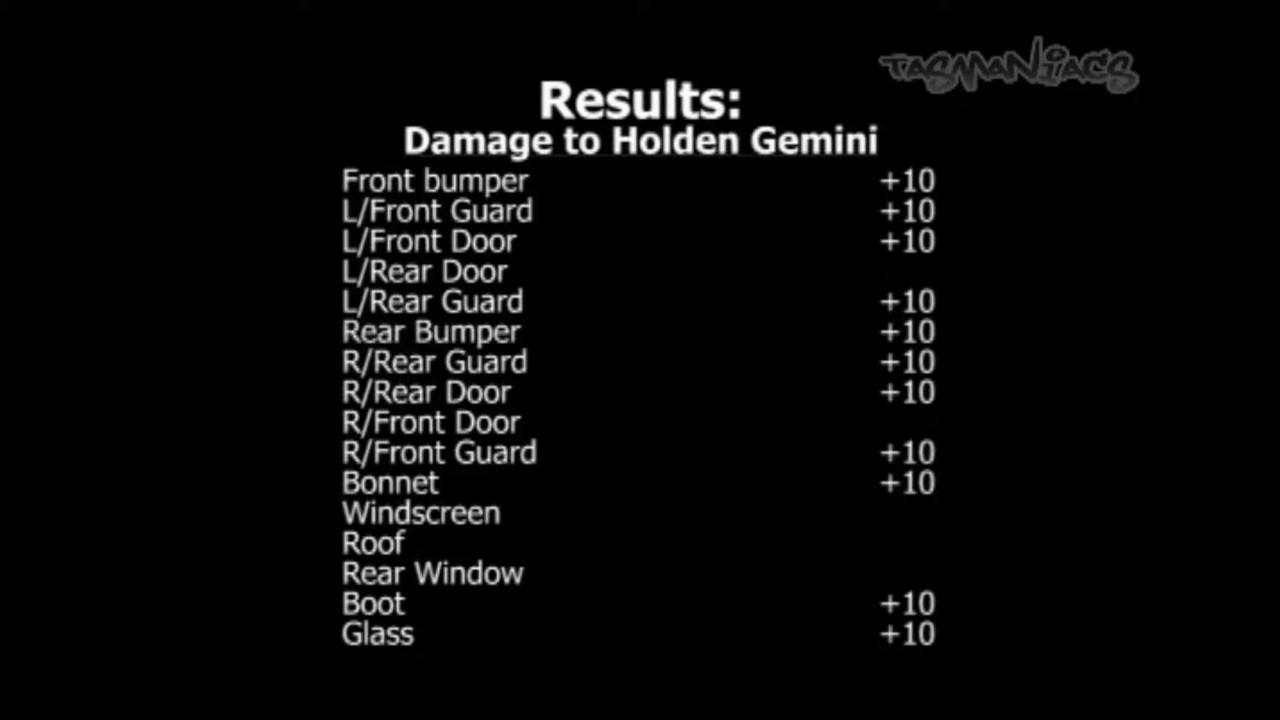 TASMANIACS
Results:
Damage to Holden Gemini
Front bumper +10
L/Front Guard +10
L/Front Door +10
L/Rear Door
L/Rear Guard +10
Rear Bumper +10
R/Rear Guard +10
R/Rear Door +10
R/Front Door
R/Front Guard +10
Bonnet +10
Windscreen
Roof
Rear Window
Boot +10
Glass +10